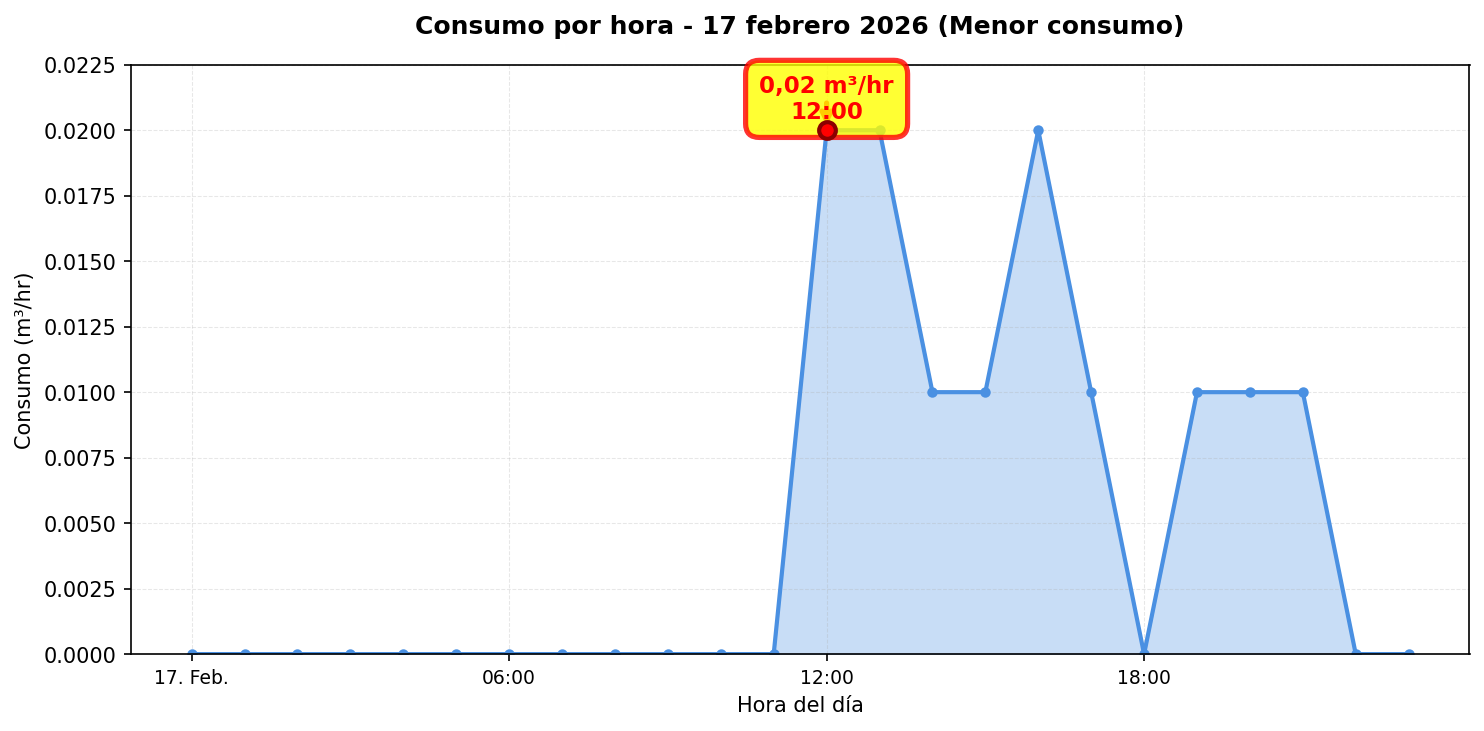 Consumo por hora - 17 febrero 2026 (Menor consumo)
0,02 m³/hr
12:00
Consumo (m³/hr)
0.0225
0.0200
0.0175
0.0150
0.0125
0.0100
0.0075
0.0050
0.0025
0.0000
17. Feb.
06:00
12:00
18:00
Hora del día